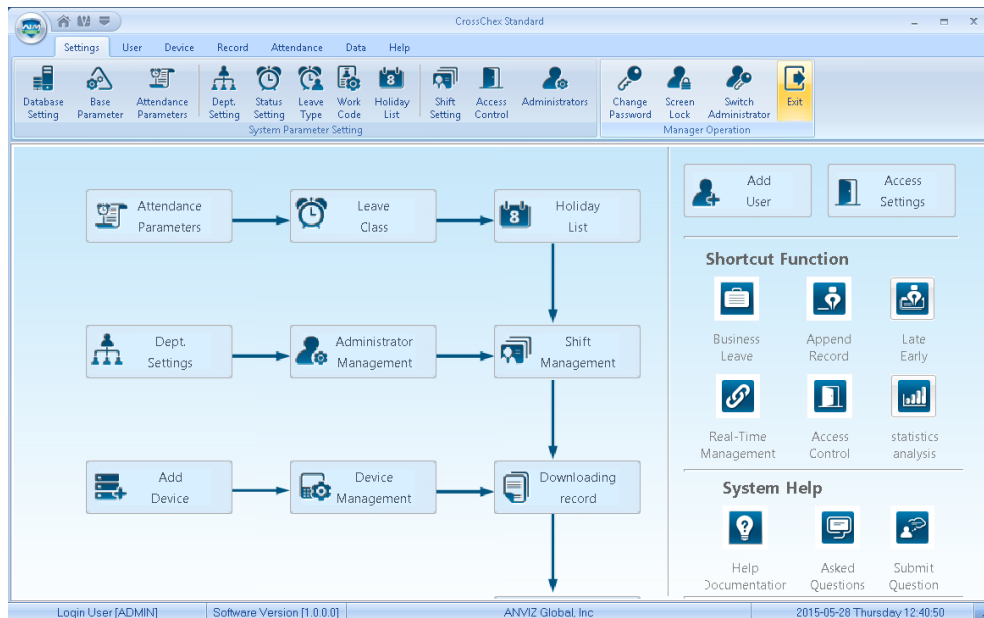 CrossChex Standard
Settings User Device Record Attendance Data Help
Database Setting
Base Parameter
Attendance Parameters
Dept. Setting
Status Setting
Leave Type
Work Code
Holiday List
Shift Setting
Access Control
Administrators
System Parameter Setting
Change Password
Screen Lock
Switch Administrator
Exit
Manager Operation
Attendance
Parameters
Leave
Class
Holiday
List
Dept.
Settings
Administrator
Management
Shift
Management
Add
Device
Device
Management
Downloading
record
Add
User
Access
Settings
Shortcut Function
Business
Leave
Append
Record
Late
Early
Real-Time
Management
Access
Control
statistics
analysis
System Help
Help
Documentation
Asked
Questions
Submit
Question
Login User [ADMIN] Software Version [1.0.0.0] ANVIZ Global, Inc 2015-05-28 Thursday 12:40:50